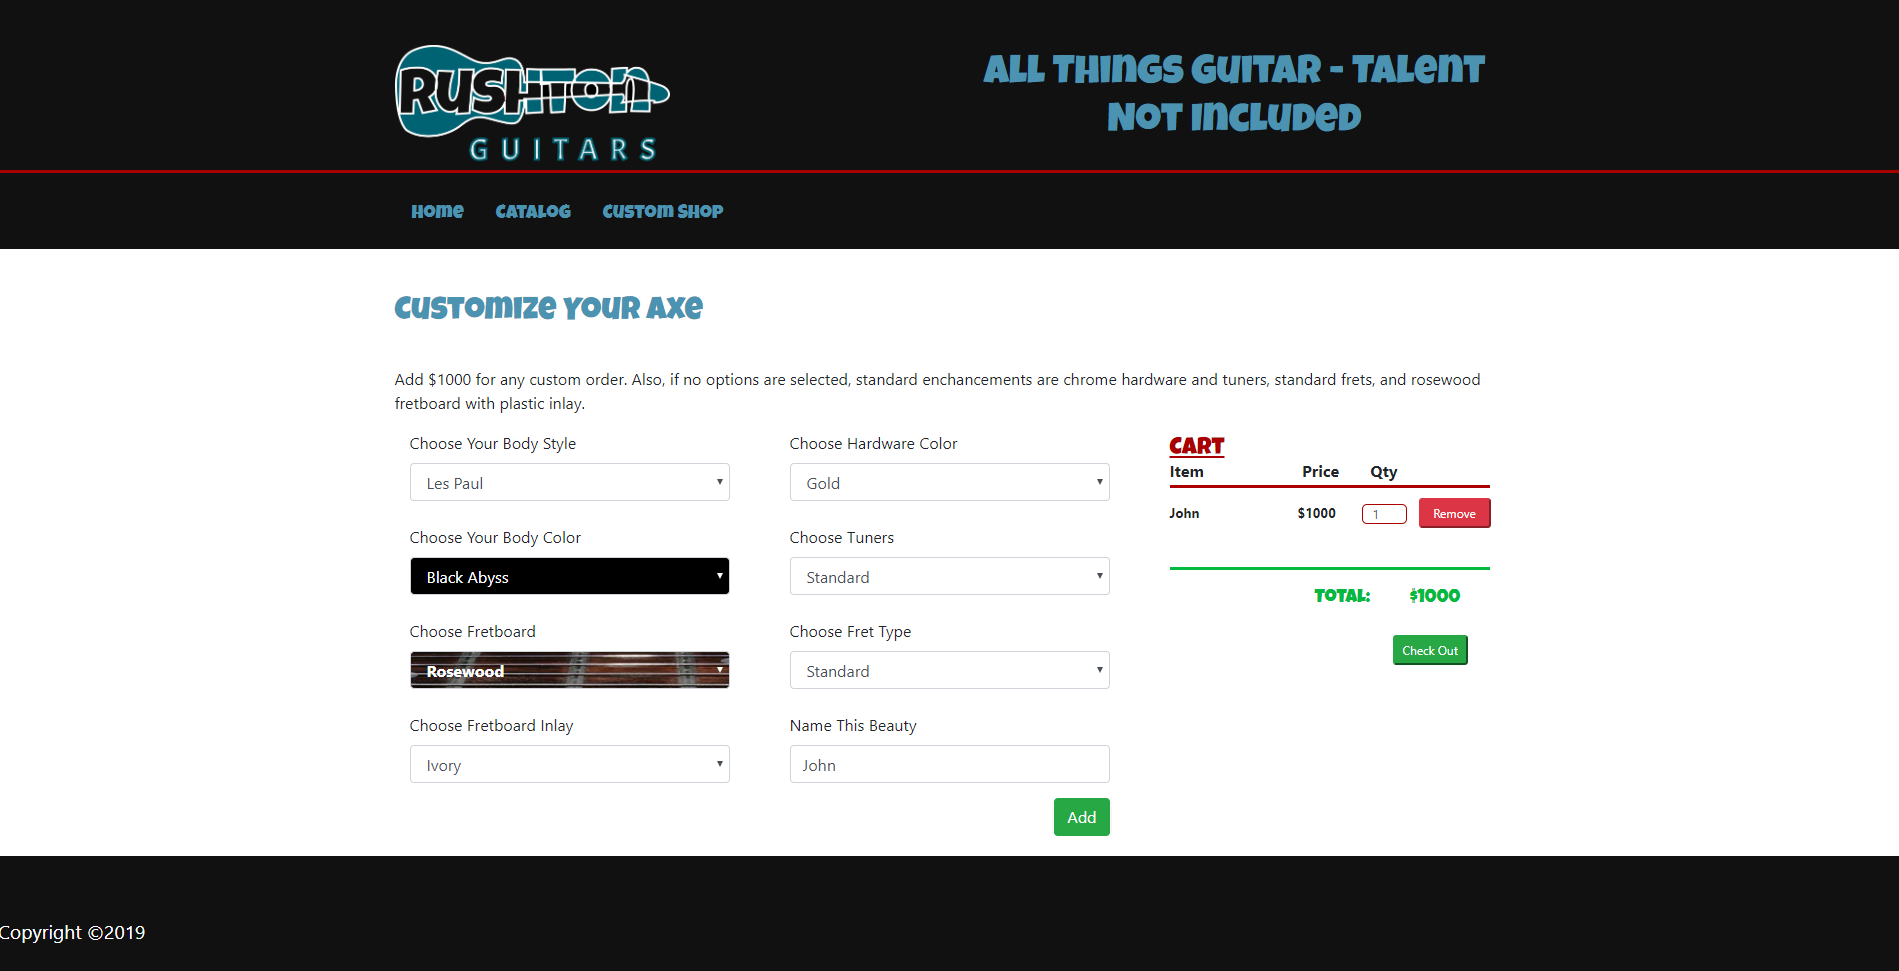 RUSHTON
GUITARS
ALL THINGS GUITAR - TALENT
NOT INCLUDED
HOME CATALOG CUSTOM SHOP
CUSTOMIZE YOUR AXE
Add $1000 for any custom order. Also, if no options are selected, standard enchancements are chrome hardware and tuners, standard frets, and rosewood
fretboard with plastic inlay.
Choose Your Body Style
Les Paul
Choose Your Body Color
Black Abyss
Choose Fretboard
Rosewood
Choose Fretboard Inlay
Ivory
Choose Hardware Color
Gold
Choose Tuners
Standard
Choose Fret Type
Standard
Name This Beauty
John
Add
CART
Item Price Qty
John $1000 1 Remove
TOTAL: $1000
Check Out
Copyright ©2019